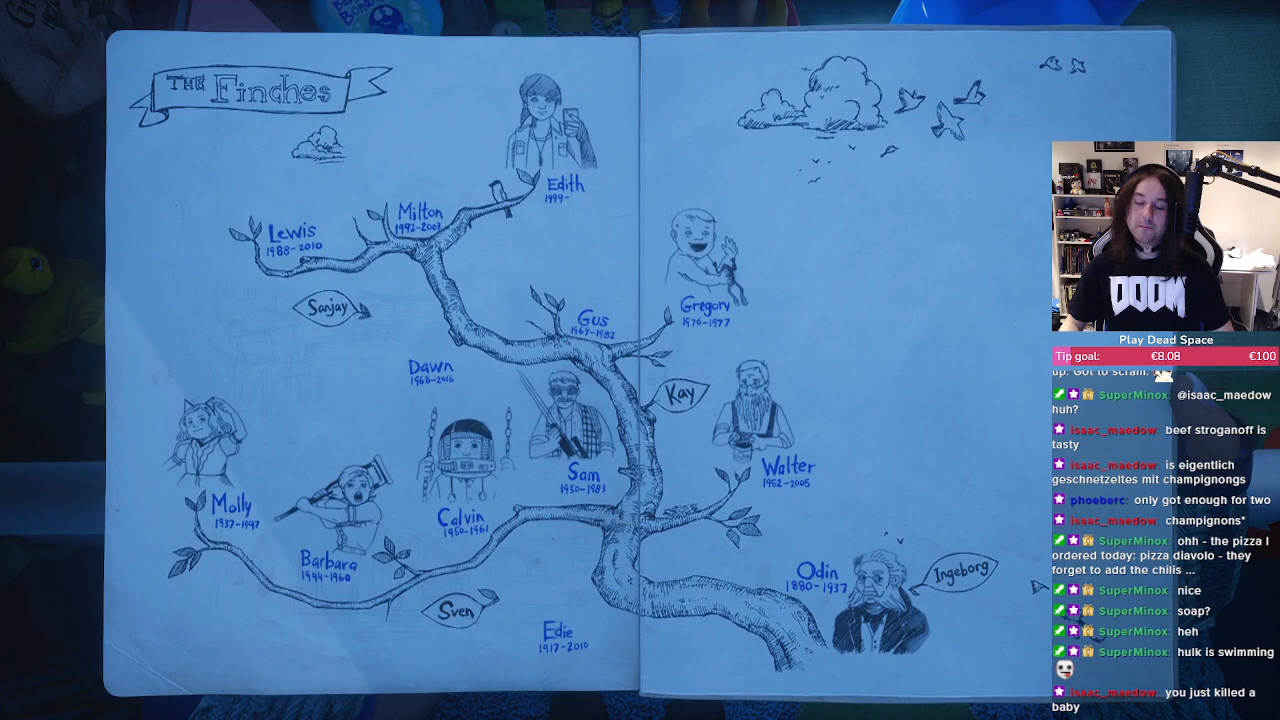 THE Finches
Edith
1999-
Milton
1992-2003
Lewis
1988-2010
Sanjay
Gregory
1976-1977
Gus
1969-1982
Dawn
1968-2016
Kay
Sam
1950-1983
Walter
1952-2005
Molly
1937-1947
Calvin
1950-1961
Barbara
1944-1960
Sven
Odin
1880-1937
Ingeborg
Edie
1917-2010
DOOM
Play Dead Space
Tip goal: €8.08 €100
up. Got to scram.
SuperMinox: @isaac_maedow
huh?
isaac_maedow: beef stroganoff is
tasty
isaac_maedow: is eigentlich
geschnetzeltes mit champignongs
phoeberc: only got enough for two
isaac_maedow: champignons*
SuperMinox: ohh - the pizza I
ordered today: pizza diavolo - they
forget to add the chilis ...
SuperMinox: nice
SuperMinox: soap?
SuperMinox: heh
SuperMinox: hulk is swimming
isaac_maedow: you just killed a
baby